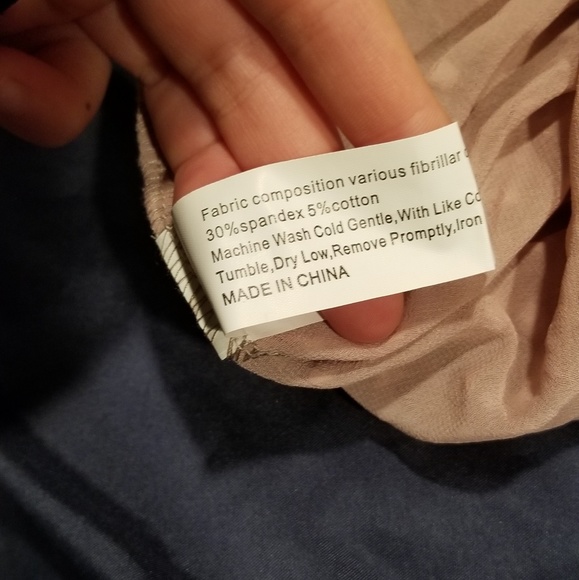 Fabric composition various fibrillar
30%spandex 5%cotton
Machine Wash Cold Gentle,With Like
Tumble,Dry Low,Remove Promptly,Iron
MADE IN CHINA